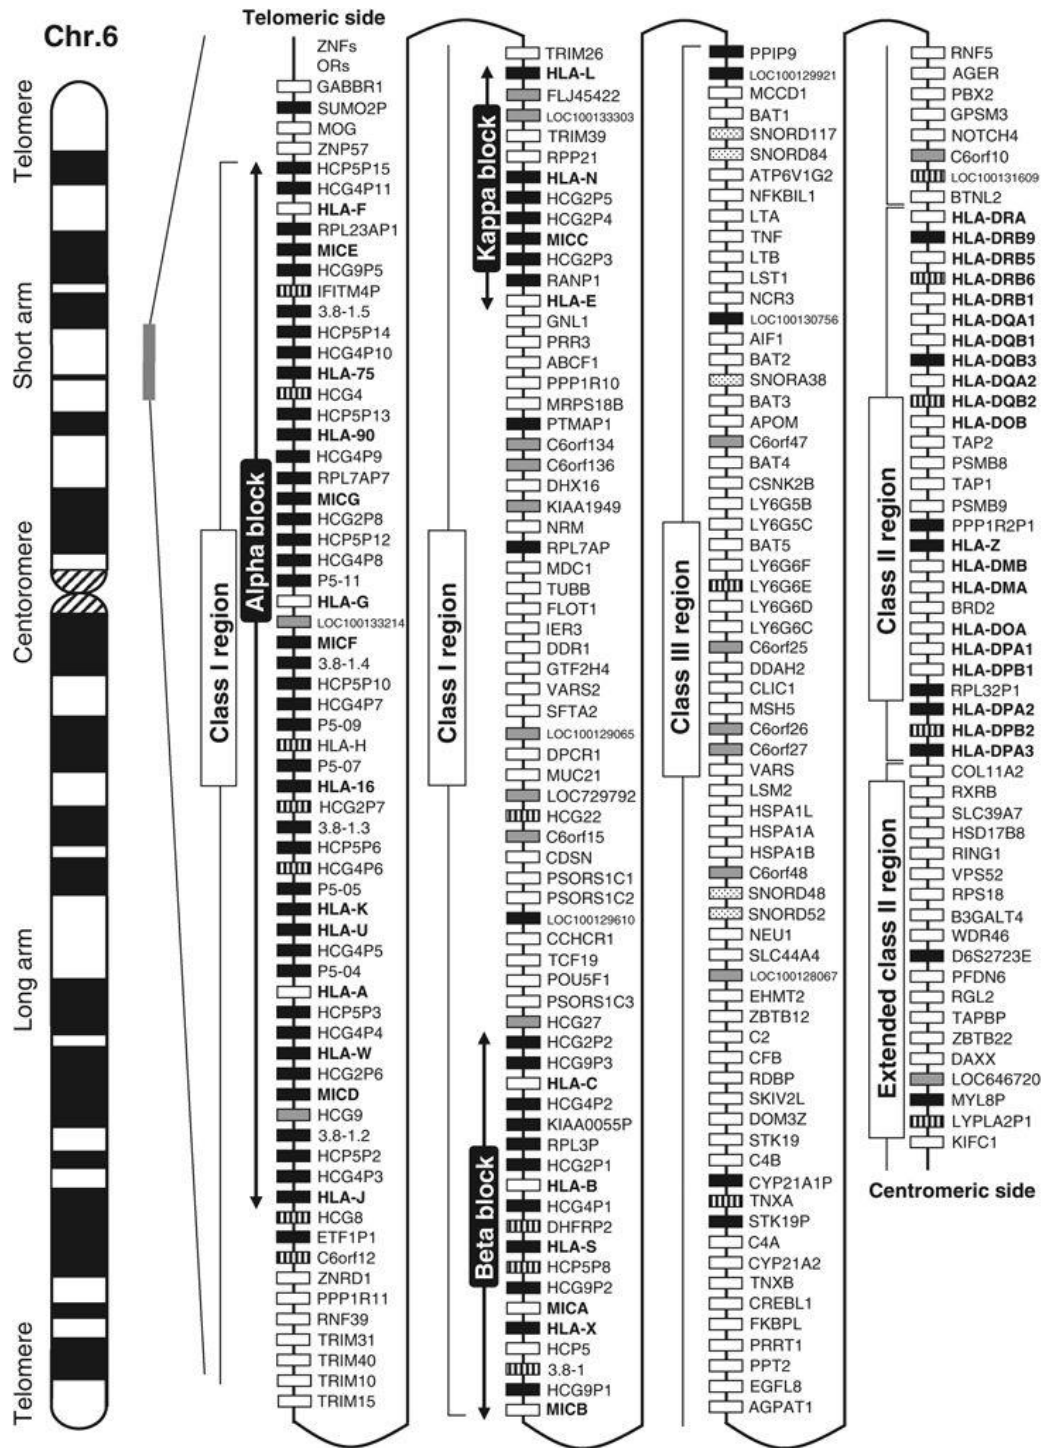 Chr.6
Telomere
Short arm
Centoromere
Long arm
Telomere
Telomeric side
ZNFs
ORs
GABBR1
SUMO2P
MOG
ZNP57
HCP5P15
HCG4P11
HLA-F
RPL23AP1
MICE
HCG9P5
IFITM4P
3.8-1.5
HCP5P14
HCG4P10
HLA-75
HCG4
HCP5P13
HLA-90
HCG4P9
RPL7AP7
MICG
HCG2P8
HCP5P12
HCG4P8
P5-11
HLA-G
LOC100133214
MICF
3.8-1.4
HCP5P10
HCG4P7
P5-09
HLA-H
P5-07
HLA-16
HCG2P7
3.8-1.3
HCP5P6
HCG4P6
P5-05
HLA-K
HLA-U
HCG4P5
P5-04
HLA-A
HCP5P3
HCG4P4
HLA-W
HCG2P6
MICD
HCG9
3.8-1.2
HCP5P2
HCG4P3
HLA-J
HCG8
ETF1P1
C6orf12
ZNRD1
PPP1R11
RNF39
TRIM31
TRIM40
TRIM10
TRIM15
Class I region
Alpha block
TRIM26
HLA-L
FLJ45422
LOC100133303
TRIM39
RPP21
HLA-N
HCG2P5
HCG2P4
MICC
HCG2P3
RANP1
HLA-E
GNL1
PRR3
ABCF1
PPP1R10
MRPS18B
PTMAP1
C6orf134
C6orf136
DHX16
KIAA1949
NRM
RPL7AP
MDC1
TUBB
FLOT1
IER3
DDR1
GTF2H4
VARS2
SFTA2
LOC100129065
DPCR1
MUC21
LOC729792
HCG22
C6orf15
CDSN
PSORS1C1
PSORS1C2
LOC100129610
CCHCR1
TCF19
POU5F1
PSORS1C3
HCG27
HCG2P2
HCG9P3
HLA-C
HCG4P2
KIAA0055P
RPL3P
HCG2P1
HLA-B
HCG4P1
DHFRP2
HLA-S
HCP5P8
HCG9P2
MICA
HLA-X
HCP5
3.8-1
HCG9P1
MICB
Kappa block
Class I region
Beta block
PPIP9
LOC100129921
MCCD1
BAT1
SNORD117
SNORD84
ATP6V1G2
NFKBIL1
LTA
TNF
LTB
LST1
NCR3
LOC100130756
AIF1
BAT2
SNORA38
BAT3
APOM
C6orf47
BAT4
CSNK2B
LY6G5B
LY6G5C
BAT5
LY6G6F
LY6G6E
LY6G6D
LY6G6C
C6orf25
DDAH2
CLIC1
MSH5
C6orf26
C6orf27
VARS
LSM2
HSPA1L
HSPA1A
HSPA1B
C6orf48
SNORD48
SNORD52
NEU1
SLC44A4
LOC100128067
EHMT2
ZBTB12
C2
CFB
RDBP
SKIV2L
DOM3Z
STK19
C4B
CYP21A1P
TNXA
STK19P
C4A
CYP21A2
TNXB
CREBL1
FKBPL
PRRT1
PPT2
EGFL8
AGPAT1
Class III region
RNF5
AGER
PBX2
GPSM3
NOTCH4
C6orf10
LOC100131609
BTNL2
HLA-DRA
HLA-DRB9
HLA-DRB5
HLA-DRB6
HLA-DRB1
HLA-DQA1
HLA-DQB1
HLA-DQB3
HLA-DQA2
HLA-DQB2
HLA-DOB
TAP2
PSMB8
TAP1
PSMB9
PPP1R2P1
HLA-Z
HLA-DMB
HLA-DMA
BRD2
HLA-DOA
HLA-DPA1
HLA-DPB1
RPL32P1
HLA-DPA2
HLA-DPB2
HLA-DPA3
COL11A2
RXRB
SLC39A7
HSD17B8
RING1
VPS52
RPS18
B3GALT4
WDR46
D6S2723E
PFDN6
RGL2
TAPBP
ZBTB22
DAXX
LOC646720
MYL8P
LYPLA2P1
KIFC1
Class II region
Extended class II region
Centromeric side